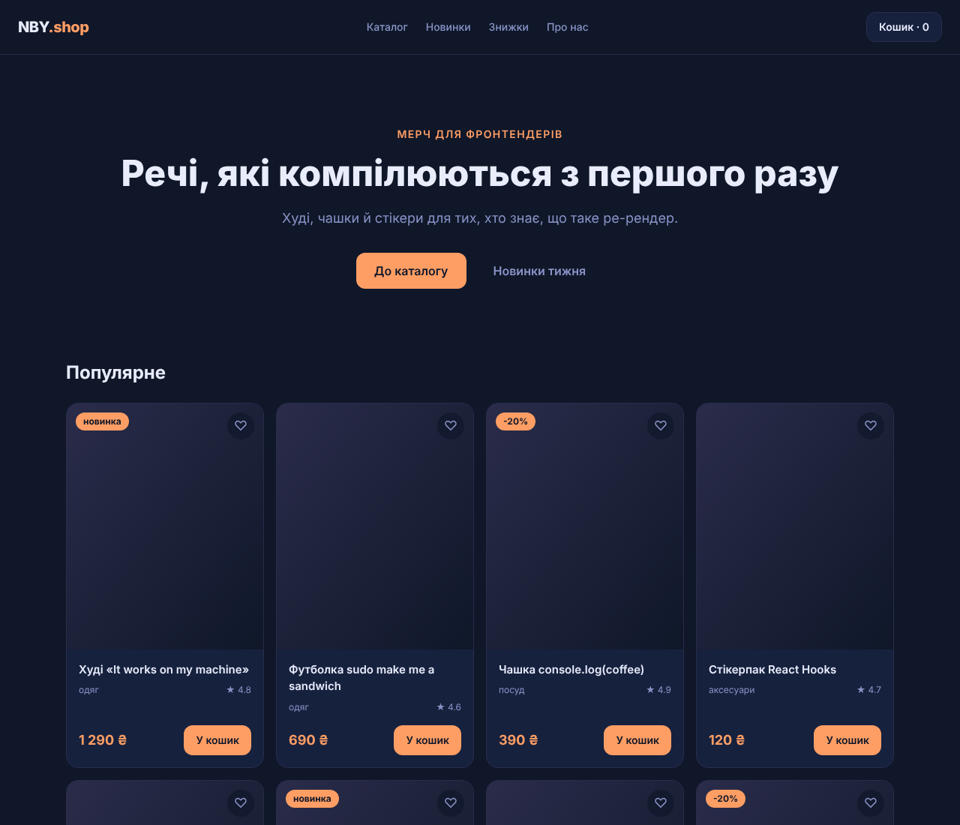 NBY.shop
Каталог
Новинки
Знижки
Про нас
Кошик · 0
МЕРЧ ДЛЯ ФРОНТЕНДЕРІВ
Речі, які компілюються з першого разу
Худі, чашки й стікери для тих, хто знає, що таке ре-рендер.
До каталогу
Новинки тижня
Популярне
новинка
Худі «It works on my machine»
одяг
★ 4.8
1 290 ₴
У кошик
Футболка sudo make me a
sandwich
одяг
★ 4.6
690 ₴
У кошик
-20%
Чашка console.log(coffee)
посуд
★ 4.9
390 ₴
У кошик
Стікерпак React Hooks
аксесуари
★ 4.7
120 ₴
У кошик
новинка
-20%